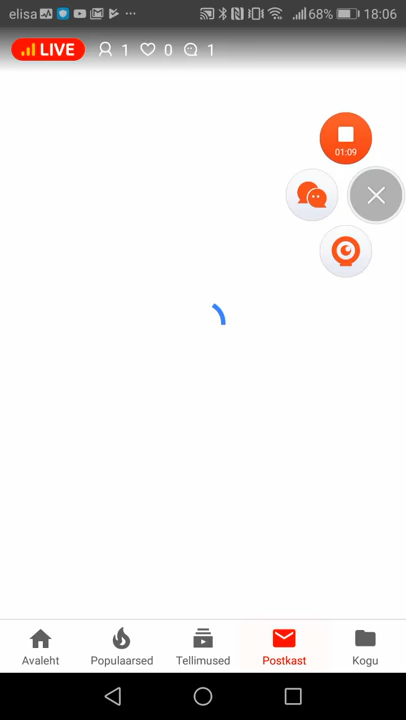 elisa 68% 18:06
LIVE 1 0 1
01:09
Avaleht Populaarsed Tellimused Postkast Kogu